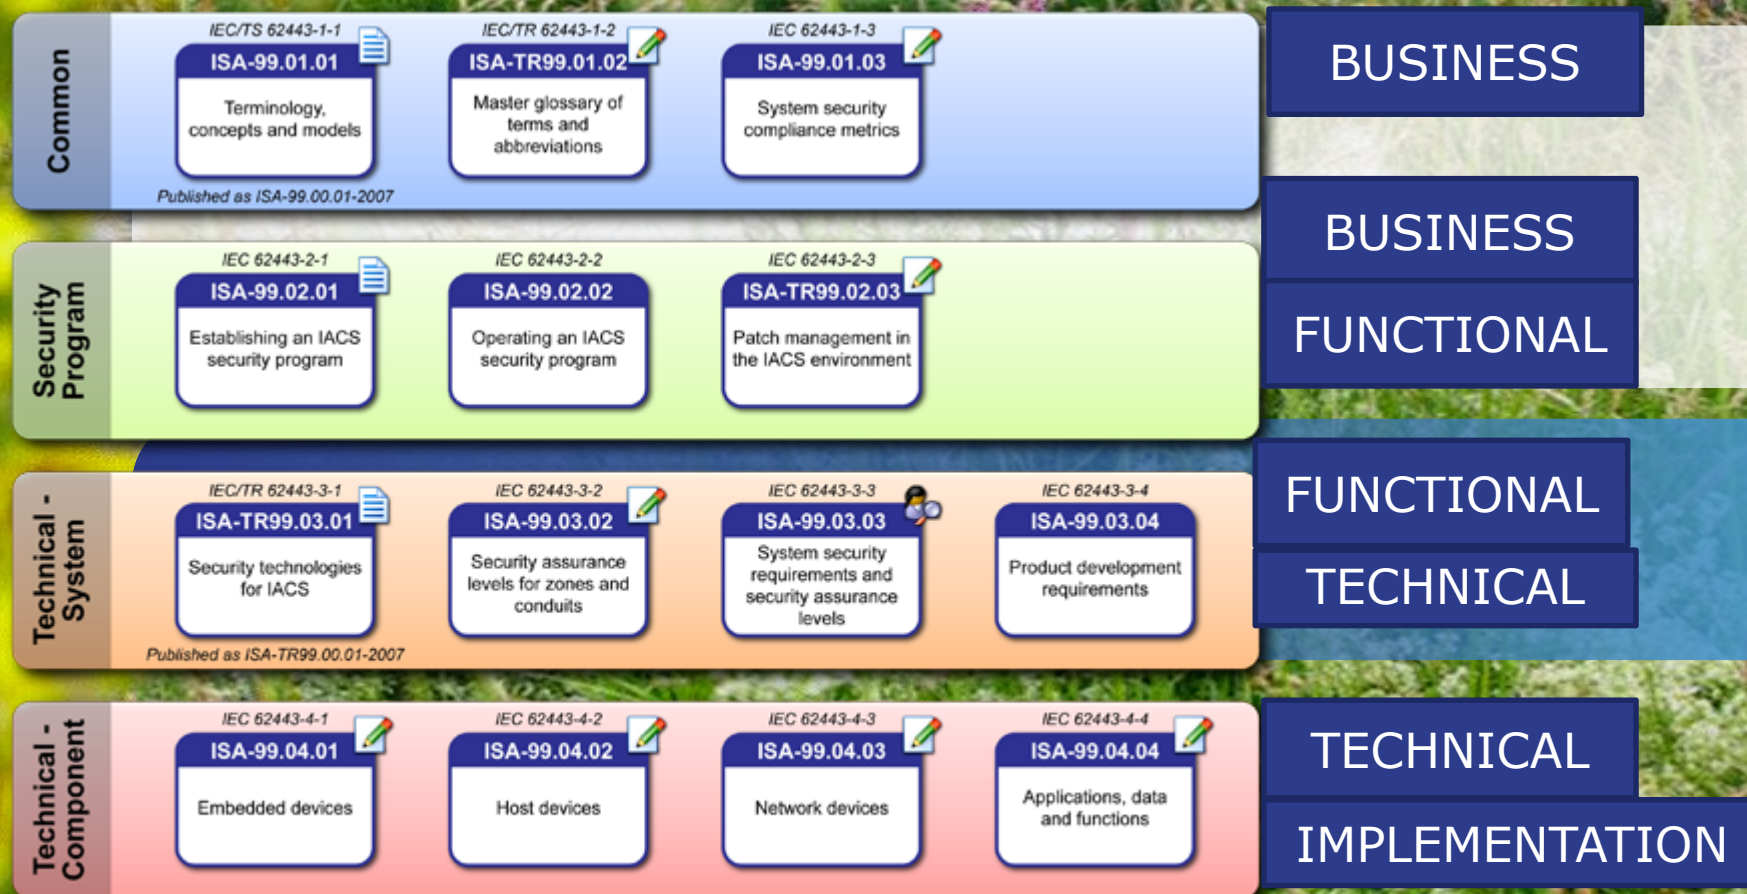 Common
IEC/TS 62443-1-1
ISA-99.01.01
Terminology,
concepts and models
Published as ISA-99.00.01-2007
IEC/TR 62443-1-2
ISA-TR99.01.02
Master glossary of
terms and
abbreviations
IEC 62443-1-3
ISA-99.01.03
System security
compliance metrics
BUSINESS
Security
Program
IEC 62443-2-1
ISA-99.02.01
Establishing an IACS
security program
IEC 62443-2-2
ISA-99.02.02
Operating an IACS
security program
IEC 62443-2-3
ISA-TR99.02.03
Patch management in
the IACS environment
BUSINESS
FUNCTIONAL
Technical -
System
IEC/TR 62443-3-1
ISA-TR99.03.01
Security technologies
for IACS
Published as ISA-TR99.00.01-2007
IEC 62443-3-2
ISA-99.03.02
Security assurance
levels for zones and
conduits
IEC 62443-3-3
ISA-99.03.03
System security
requirements and
security assurance
levels
IEC 62443-3-4
ISA-99.03.04
Product development
requirements
FUNCTIONAL
TECHNICAL
Technical -
Component
IEC 62443-4-1
ISA-99.04.01
Embedded devices
IEC 62443-4-2
ISA-99.04.02
Host devices
IEC 62443-4-3
ISA-99.04.03
Network devices
IEC 62443-4-4
ISA-99.04.04
Applications, data
and functions
TECHNICAL
IMPLEMENTATION